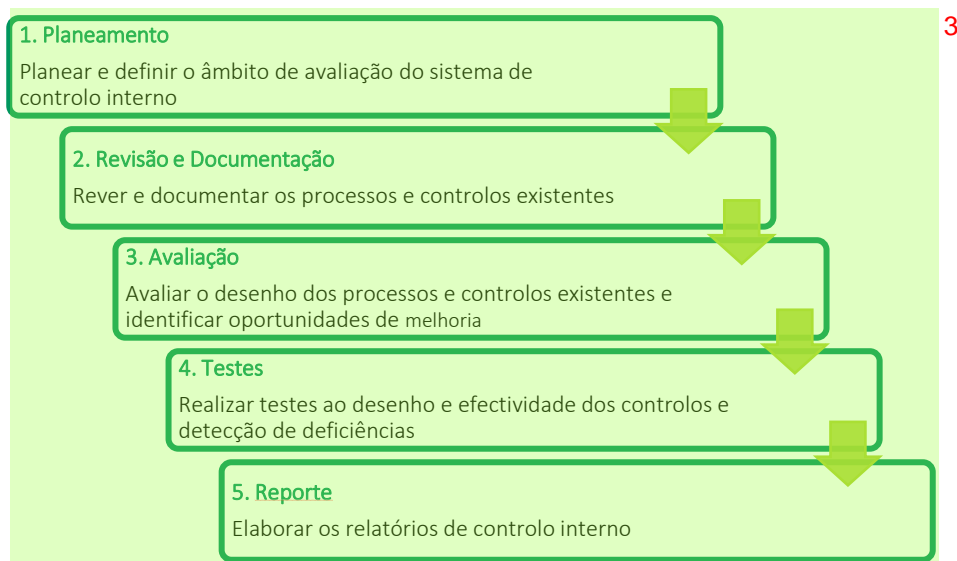 3
1. Planeamento
Planear e definir o âmbito de avaliação do sistema de
controlo interno
2. Revisão e Documentação
Rever e documentar os processos e controlos existentes
3. Avaliação
Avaliar o desenho dos processos e controlos existentes e
identificar oportunidades de melhoria
4. Testes
Realizar testes ao desenho e efectividade dos controlos e
detecção de deficiências
5. Reporte
Elaborar os relatórios de controlo interno